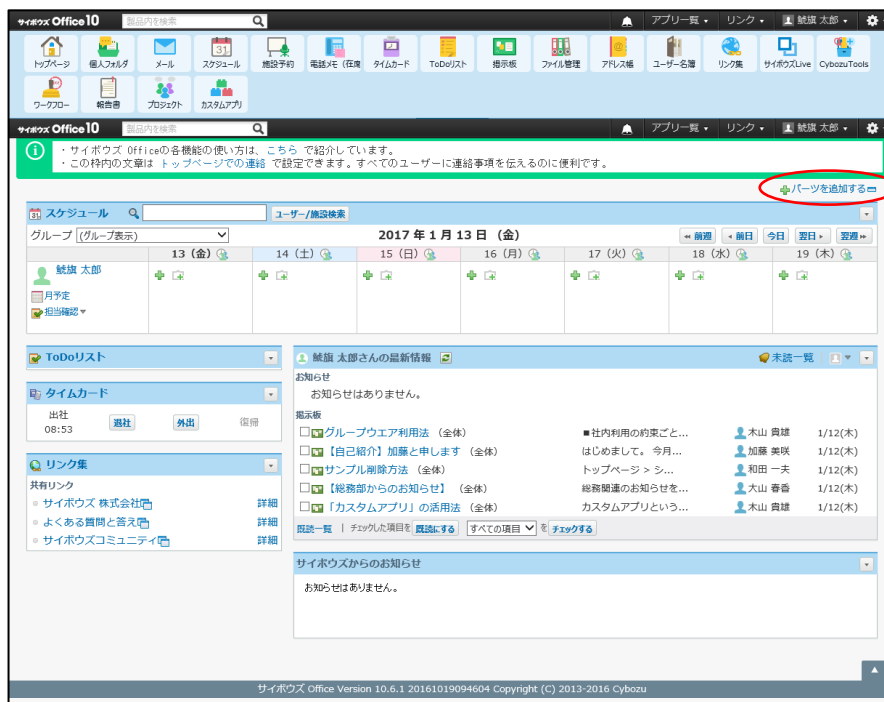 サイボウズ Office10 製品内を検索 アプリ一覧 リンク 鯱旗 太郎
トップページ 個人フォルダ メール スケジュール 施設予約 電話メモ（在席 タイムカード ToDoリスト 掲示板 ファイル管理 アドレス帳 ユーザー名簿 リンク集 サイボウズLive CybozuTools
ワークフロー 報告書 プロジェクト カスタムアプリ
サイボウズ Office10 製品内を検索 アプリ一覧 リンク 鯱旗 太郎
・サイボウズ Officeの各機能の使い方は、こちら で紹介しています。
・この枠内の文章は トップページでの連絡 で設定できます。すべてのユーザーに連絡事項を伝えるのに便利です。
パーツを追加する
スケジュール ユーザー/施設検索
グループ (グループ表示) 2017 年 1 月 13 日 （金） 前週 前日 今日 翌日 翌週
13（金） 14（土） 15（日） 16（月） 17（火） 18（水） 19（木）
鯱旗 太郎
31 月予定
担当確認
ToDoリスト
タイムカード
出社 退社 外出 復帰
08:53
リンク集
共有リンク
サイボウズ 株式会社 詳細
よくある質問と答え 詳細
サイボウズコミュニティ 詳細
鯱旗 太郎さんの最新情報 未読一覧
お知らせ
お知らせはありません。
掲示板
グループウエア利用法 （全体） ■社内利用の約束ごと... 木山 貴雄 1/12(木)
【自己紹介】加藤と申します （全体） はじめまして。 今月... 加藤 美咲 1/12(木)
サンプル削除方法 （全体） トップページ > シ... 和田 一夫 1/12(木)
【総務部からのお知らせ】 （全体） 総務関連のお知らせを... 大山 春香 1/12(木)
「カスタムアプリ」の活用法 （全体） カスタムアプリという... 木山 貴雄 1/12(木)
既読一覧 | チェックした項目を 既読にする すべての項目 を チェックする
サイボウズからのお知らせ
お知らせはありません。
サイボウズ Office Version 10.6.1 20161019094604 Copyright (C) 2013-2016 Cybozu